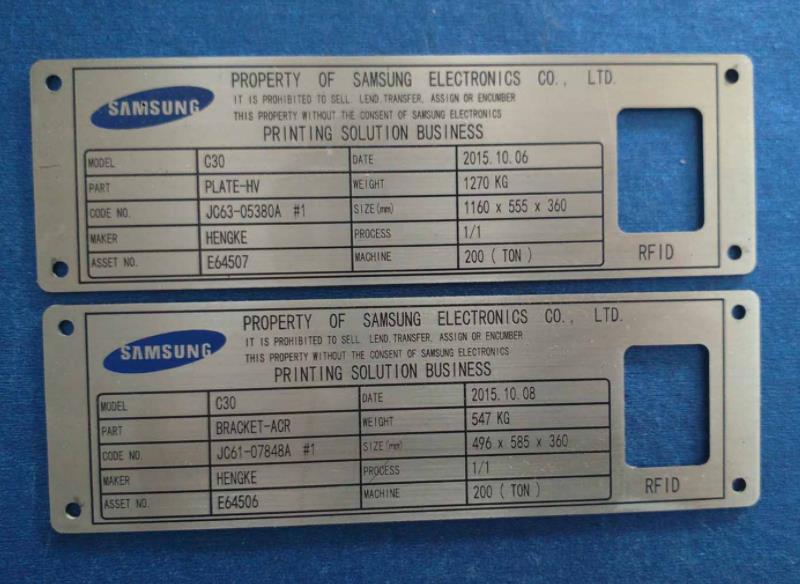 SAMSUNG
PROPERTY OF SAMSUNG ELECTRONICS CO., LTD.
IT IS PROHIBITED TO SELL. LEND.TRANSFER. ASSIGN OR ENCUMBER
THIS PROPERTY WITHOUT THE CONSENT OF SAMSUNG ELECTRONICS
PRINTING SOLUTION BUSINESS
MODEL C30 DATE 2015.10.06
PART PLATE-HV WEIGHT 1270 KG
CODE NO. JC63-05380A #1 SIZE(mm) 1160 x 555 x 360
MAKER HENGKE PROCESS 1/1
ASSET NO. E64507 MACHINE 200 ( TON )
RFID
SAMSUNG
PROPERTY OF SAMSUNG ELECTRONICS CO., LTD.
IT IS PROHIBITED TO SELL. LEND.TRANSFER. ASSIGN OR ENCUMBER
THIS PROPERTY WITHOUT THE CONSENT OF SAMSUNG ELECTRONICS
PRINTING SOLUTION BUSINESS
MODEL C30 DATE 2015.10.08
PART BRACKET-ACR WEIGHT 547 KG
CODE NO. JC61-07848A #1 SIZE(mm) 496 x 585 x 360
MAKER HENGKE PROCESS 1/1
ASSET NO. E64506 MACHINE 200 ( TON )
RFID